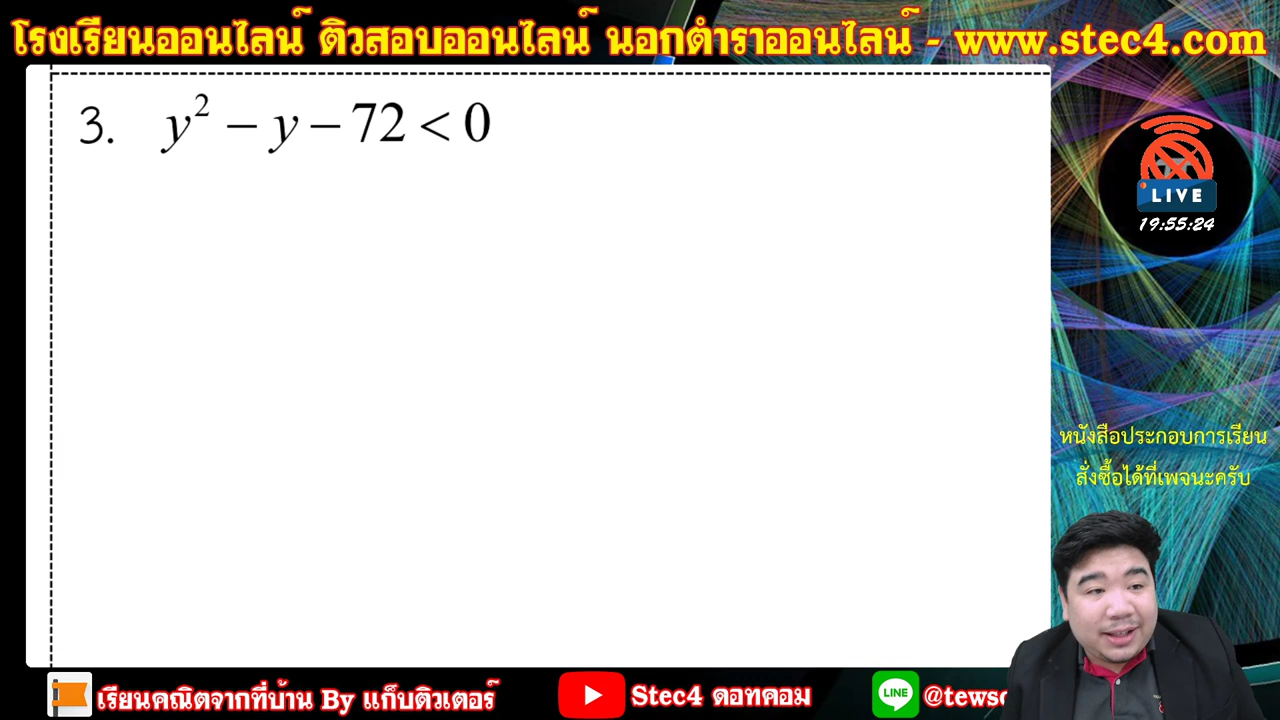 โรงเรียนออนไลน์ ติวสอบออนไลน์ นอกตำราออนไลน์ - www.stec4.com
3. y² − y − 72 < 0
LIVE
19:55:24
หนังสือประกอบการเรียน
สั่งซื้อได้ที่เพจนะครับ
เรียนคณิตจากที่บ้าน By แก๊บติวเตอร์
Stec4 ดอทคอม
LINE